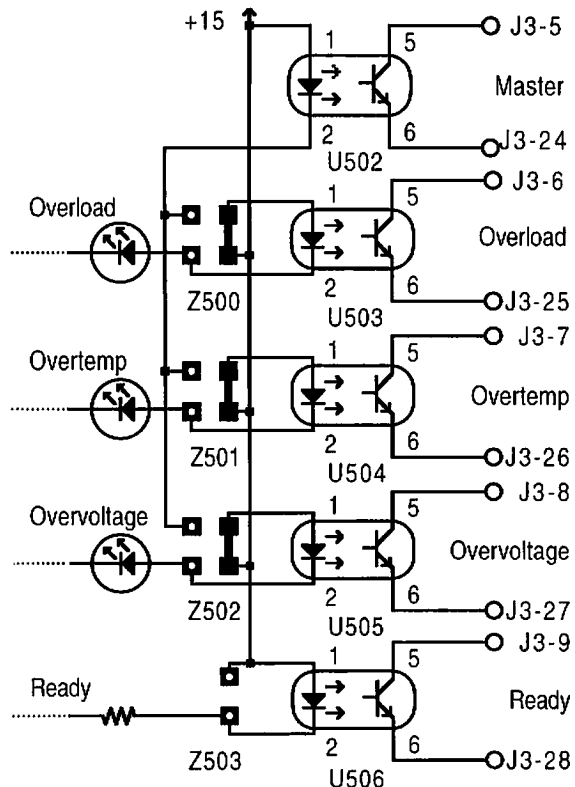 +15
1
5
J3-5
Master
2
6
J3-24
U502
1
5
J3-6
Overload
Overload
2
6
J3-25
Z500
U503
1
5
J3-7
Overtemp
Overtemp
2
6
J3-26
Z501
U504
1
5
J3-8
Overvoltage
Overvoltage
2
6
J3-27
Z502
U505
1
5
J3-9
Ready
Ready
2
6
J3-28
Z503
U506